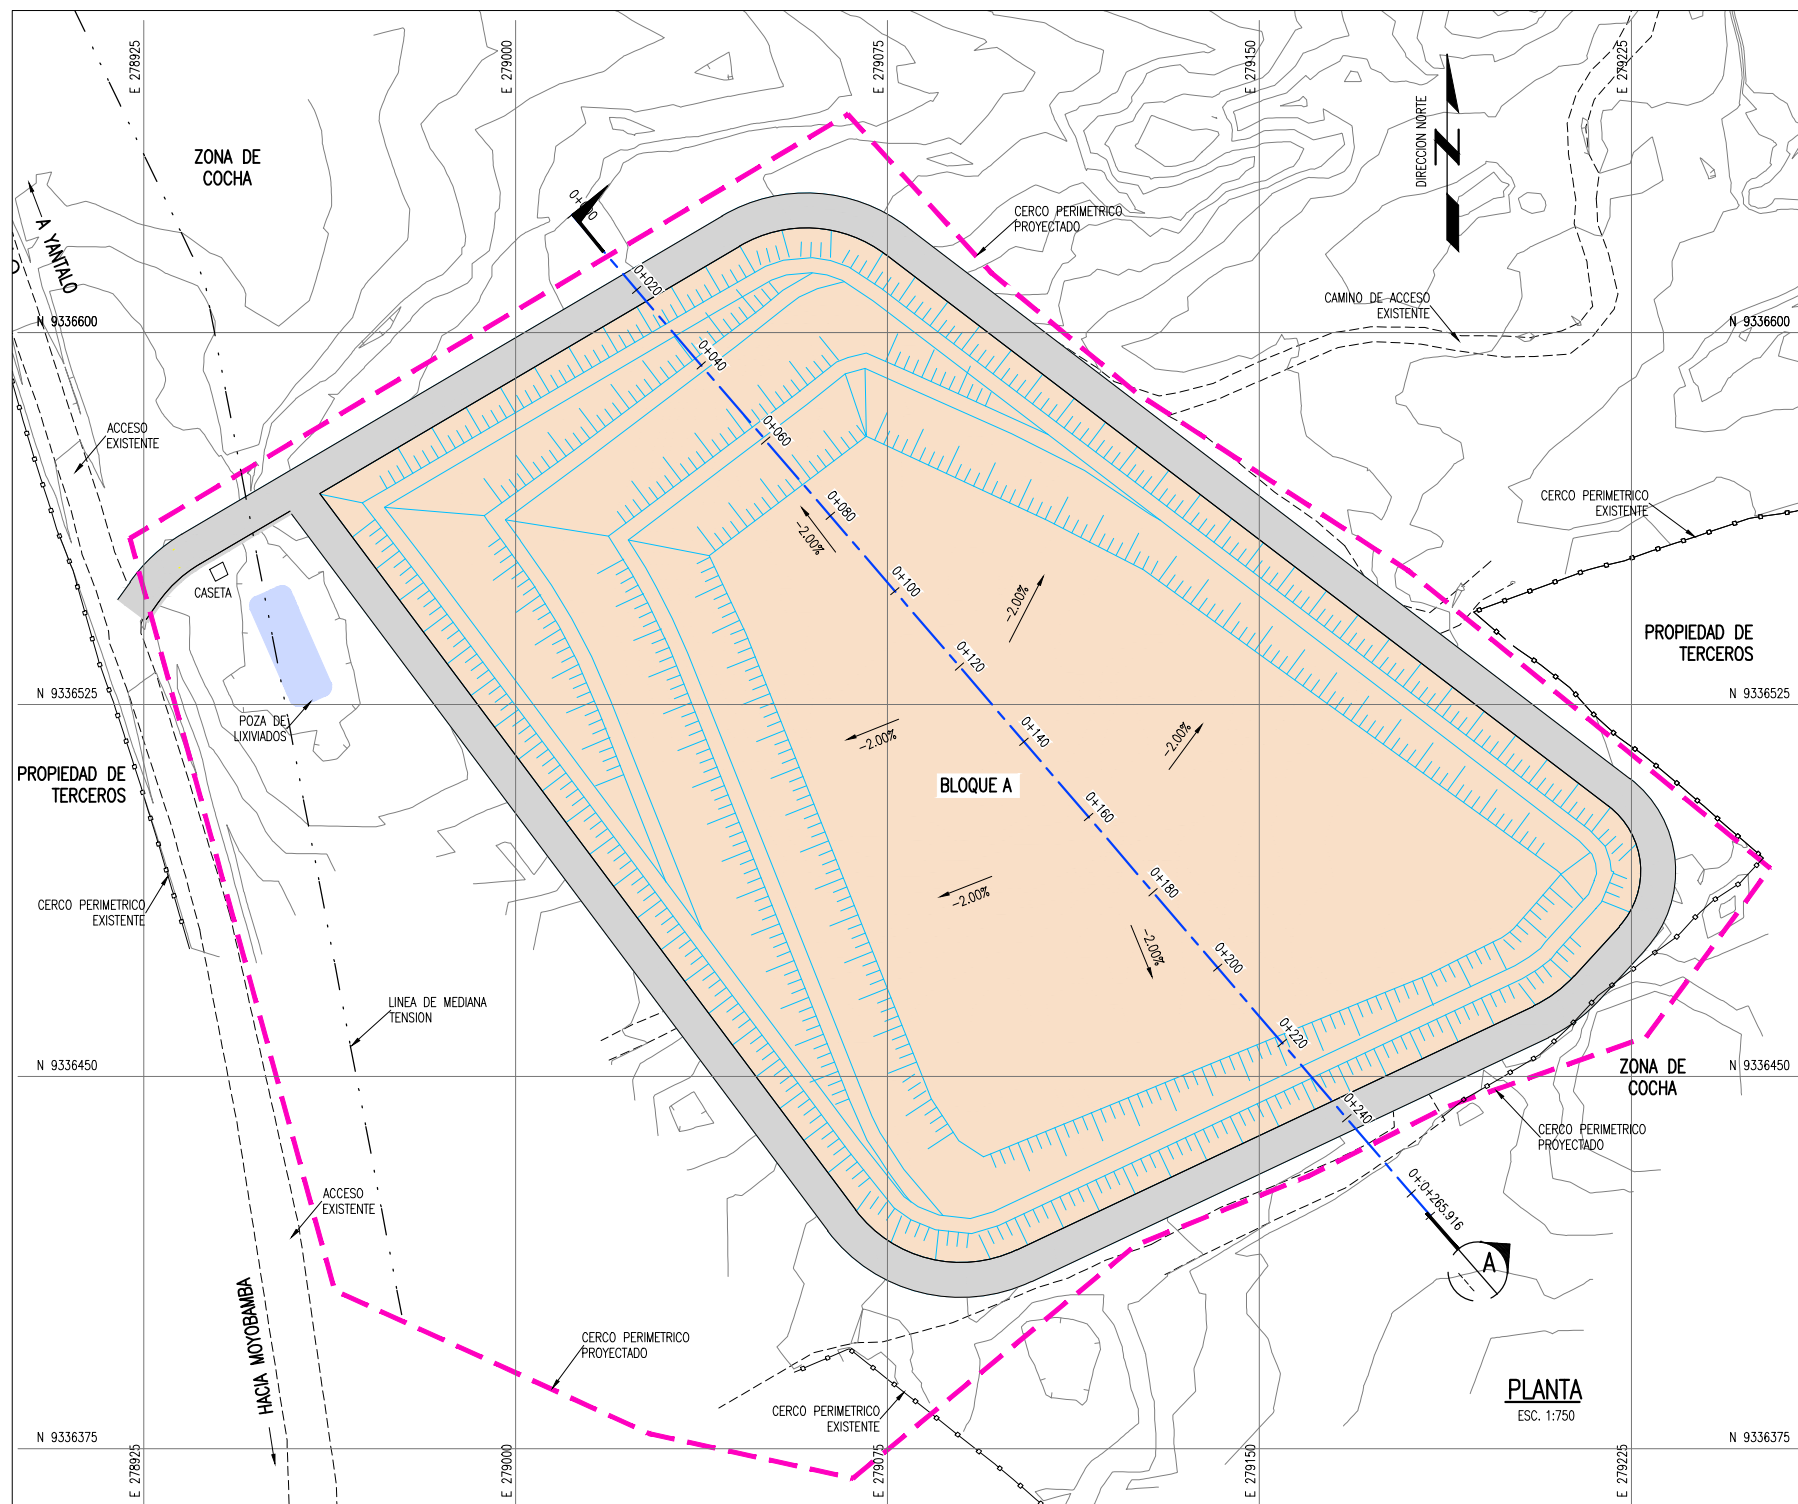 E 278925
E 279000
E 279075
E 279150
E 279225
DIRECCION NORTE
N
ZONA DE
COCHA
A YANTALO
0+000
CERCO PERIMETRICO
PROYECTADO
0+020
CAMINO DE ACCESO
EXISTENTE
N 9336600
N 9336600
0+040
ACCESO
EXISTENTE
0+060
CERCO PERIMETRICO
EXISTENTE
0+080
-2.00%
0+100
CASETA
-2.00%
PROPIEDAD DE
TERCEROS
0+120
N 9336525
N 9336525
POZA DE
LIXIVIADOS
-2.00%
0+140
-2.00%
PROPIEDAD DE
TERCEROS
BLOQUE A
0+160
0+180
-2.00%
CERCO PERIMETRICO
EXISTENTE
-2.00%
0+200
LINEA DE MEDIANA
TENSION
0+220
N 9336450
ZONA DE
COCHA
N 9336450
0+240
CERCO PERIMETRICO
PROYECTADO
ACCESO
EXISTENTE
0+0+265.916
A
HACIA MOYOBAMBA
CERCO PERIMETRICO
PROYECTADO
CERCO PERIMETRICO
EXISTENTE
PLANTA
ESC. 1:750
N 9336375
N 9336375
E 278925
E 279000
E 279075
E 279150
E 279225